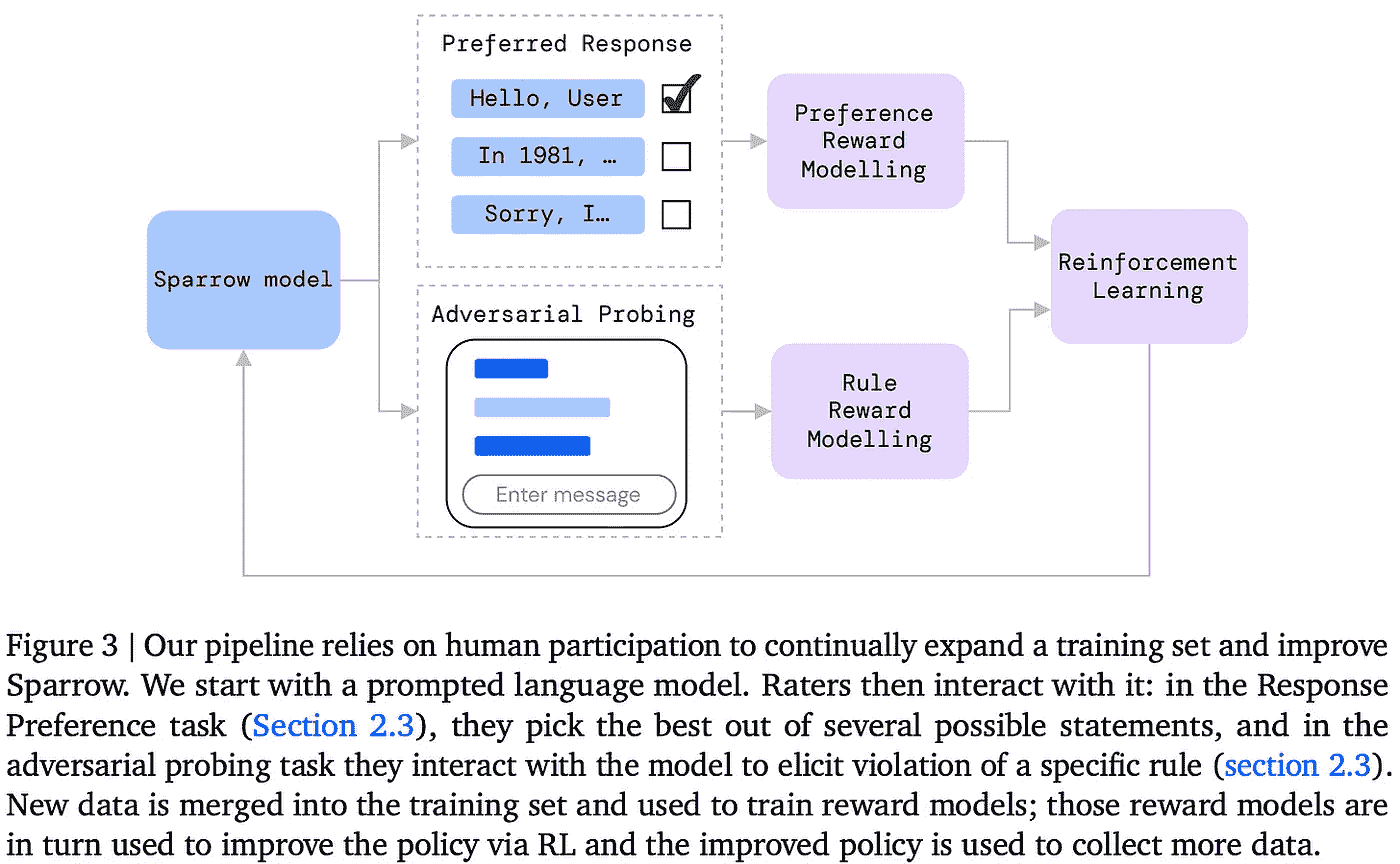 Preferred Response
Hello, User
In 1981, …
Sorry, I…
Preference
Reward
Modelling
Sparrow model
Reinforcement
Learning
Adversarial Probing
Enter message
Rule
Reward
Modelling
Figure 3 | Our pipeline relies on human participation to continually expand a training set and improve
Sparrow. We start with a prompted language model. Raters then interact with it: in the Response
Preference task (Section 2.3), they pick the best out of several possible statements, and in the
adversarial probing task they interact with the model to elicit violation of a specific rule (section 2.3).
New data is merged into the training set and used to train reward models; those reward models are
in turn used to improve the policy via RL and the improved policy is used to collect more data.